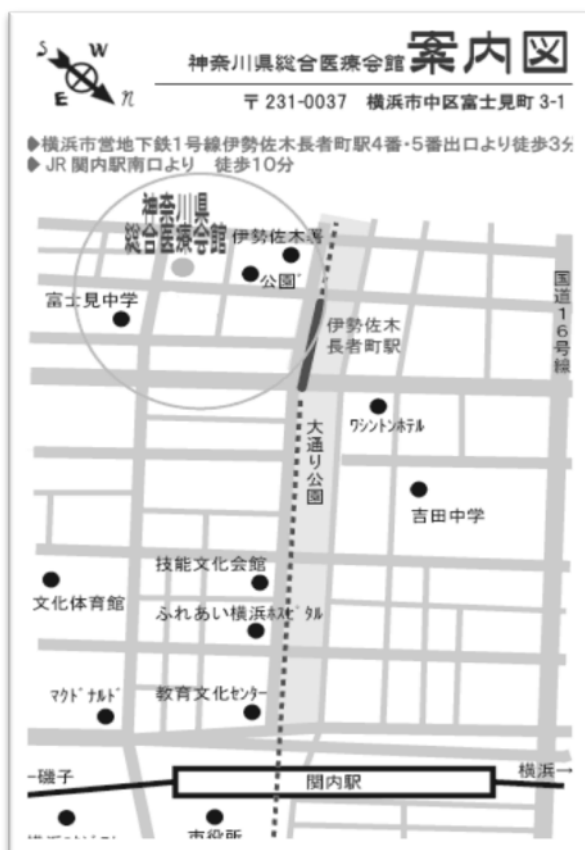 S W
E n
神奈川県総合医療会館 案内図
〒231-0037 横浜市中区富士見町 3-1
▶横浜市営地下鉄1号線伊勢佐木長者町駅4番・5番出口より徒歩3分
▶ JR 関内駅南口より 徒歩10分
神奈川県
総合医療会館
伊勢佐木署
公園
富士見中学
伊勢佐木
長者町駅
国道16号線
ワシントンホテル
大通り公園
吉田中学
技能文化会館
文化体育館
ふれあい横浜ホスピタル
マクドナルド
教育文化センター
-磯子
関内駅
横浜→
市役所